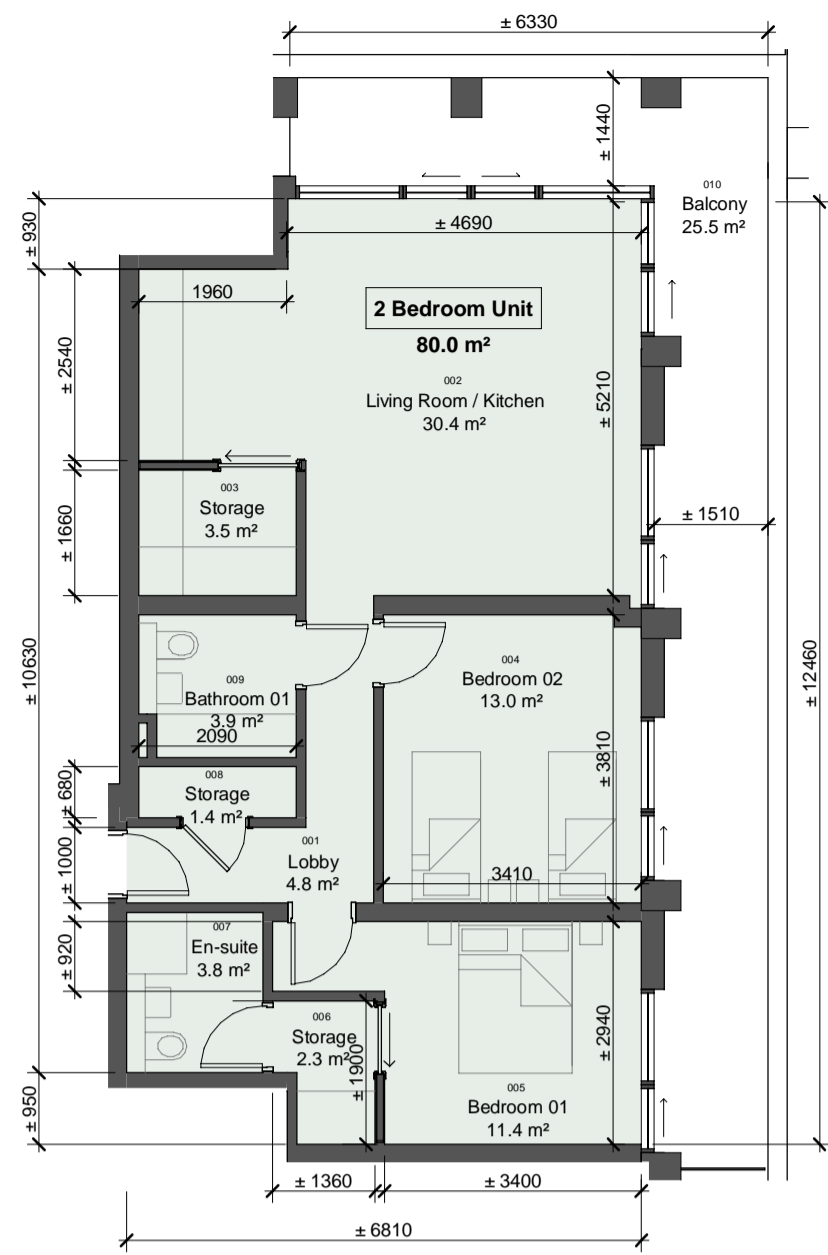 ± 6330
± 1440
010
Balcony
25.5 m²
± 930
± 4690
1960
2 Bedroom Unit
80.0 m²
± 2540
± 5210
002
Living Room / Kitchen
30.4 m²
003
Storage
3.5 m²
± 1660
± 1510
± 10630
± 12460
004
Bedroom 02
13.0 m²
009
Bathroom 01
3.9 m²
2090
± 3810
008
Storage
1.4 m²
± 680
± 1000
001
Lobby
4.8 m²
3410
007
En-suite
3.8 m²
± 920
006
Storage
2.3 m²
± 1900
± 2940
005
Bedroom 01
11.4 m²
± 950
± 1360
± 3400
± 6810